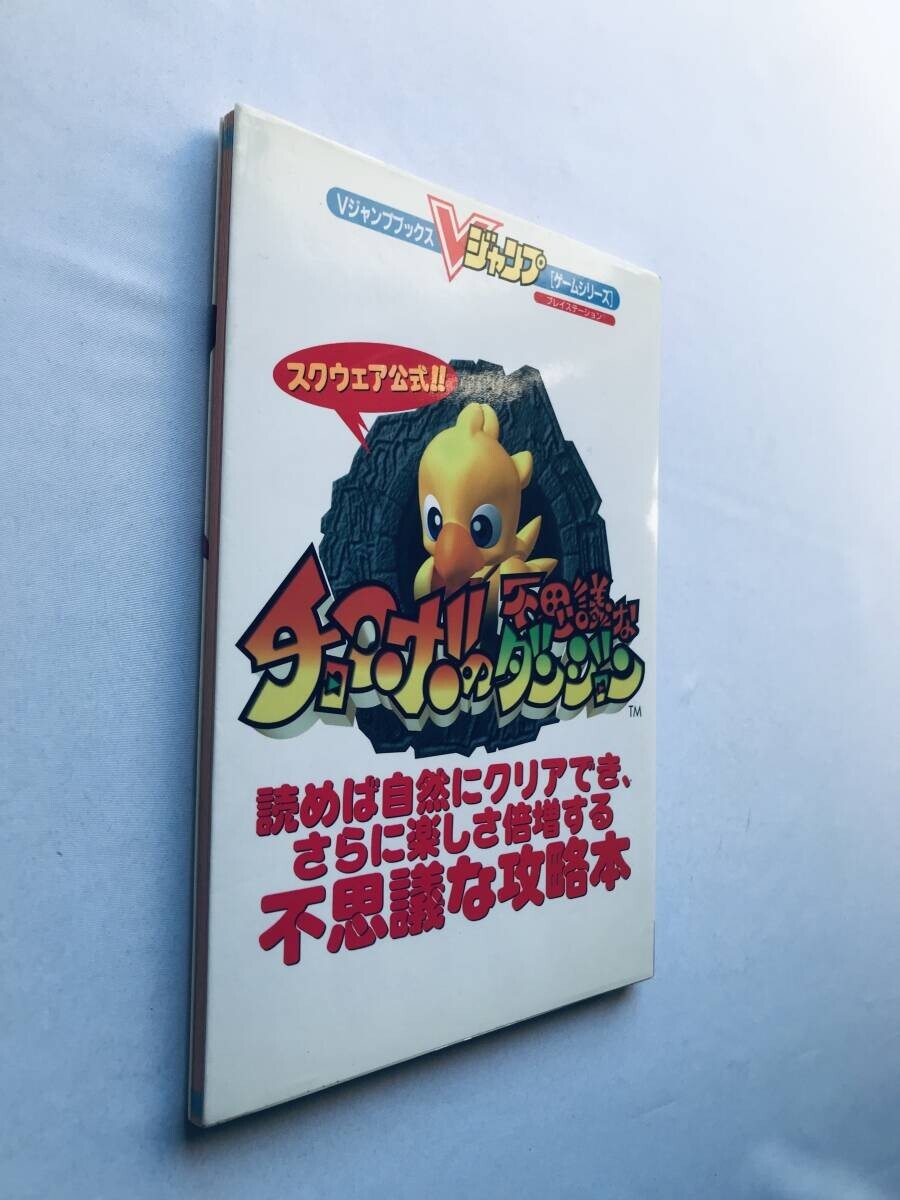 Vジャンプブックス
Vジャンプ
[ゲームシリーズ]
プレイステーション
スクウェア公式!!
チョコボの
不思議な
ダンジョン
TM
読めば自然にクリアでき、
さらに楽しさ倍増する
不思議な攻略本